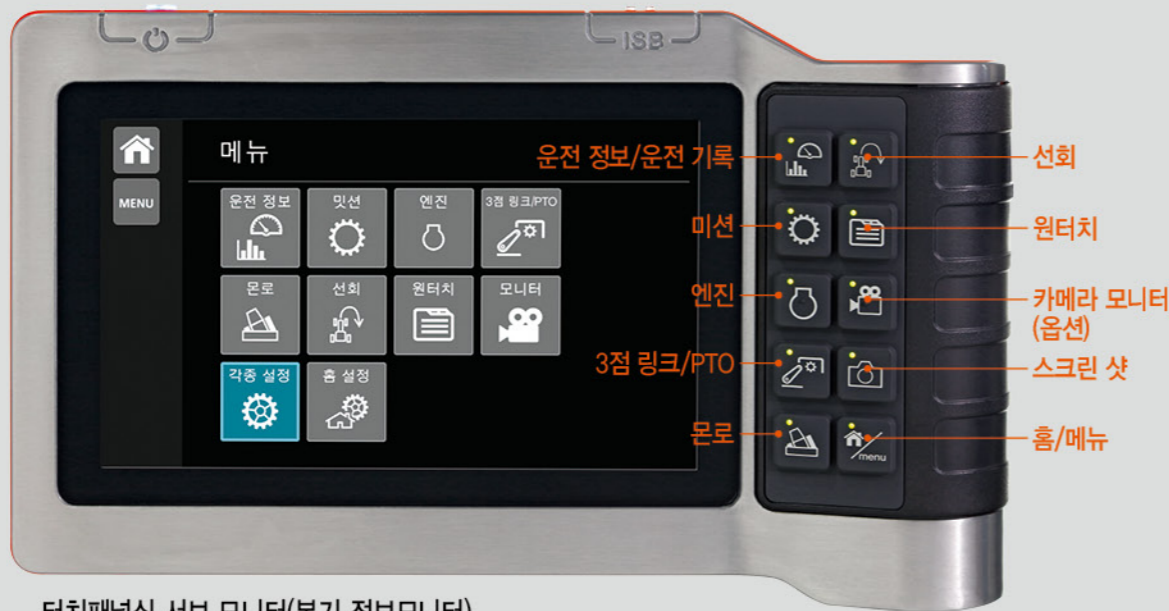 ISB
메뉴
MENU
운전 정보
밋션
엔진
3점 링크/PTO
몬로
선회
원터치
모니터
각종 설정
홈 설정
운전 정보/운전 기록
선회
미션
원터치
엔진
카메라 모니터
(옵션)
3점 링크/PTO
스크린 샷
몬로
홈/메뉴
menu